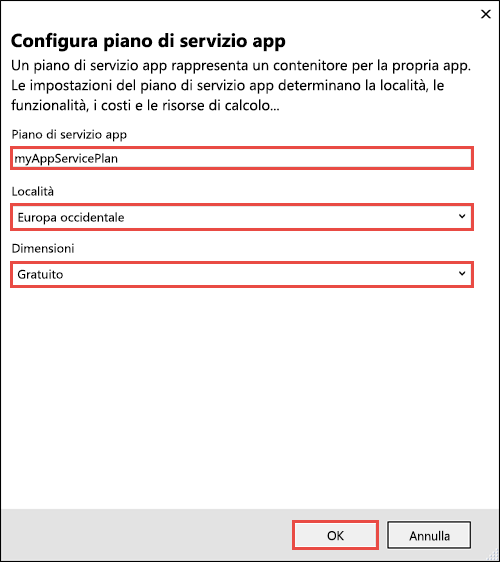 Configura piano di servizio app
Un piano di servizio app rappresenta un contenitore per la propria app.
Le impostazioni del piano di servizio app determinano la località, le
funzionalità, i costi e le risorse di calcolo...
Piano di servizio app
myAppServicePlan
Località
Europa occidentale
Dimensioni
Gratuito
OK
Annulla